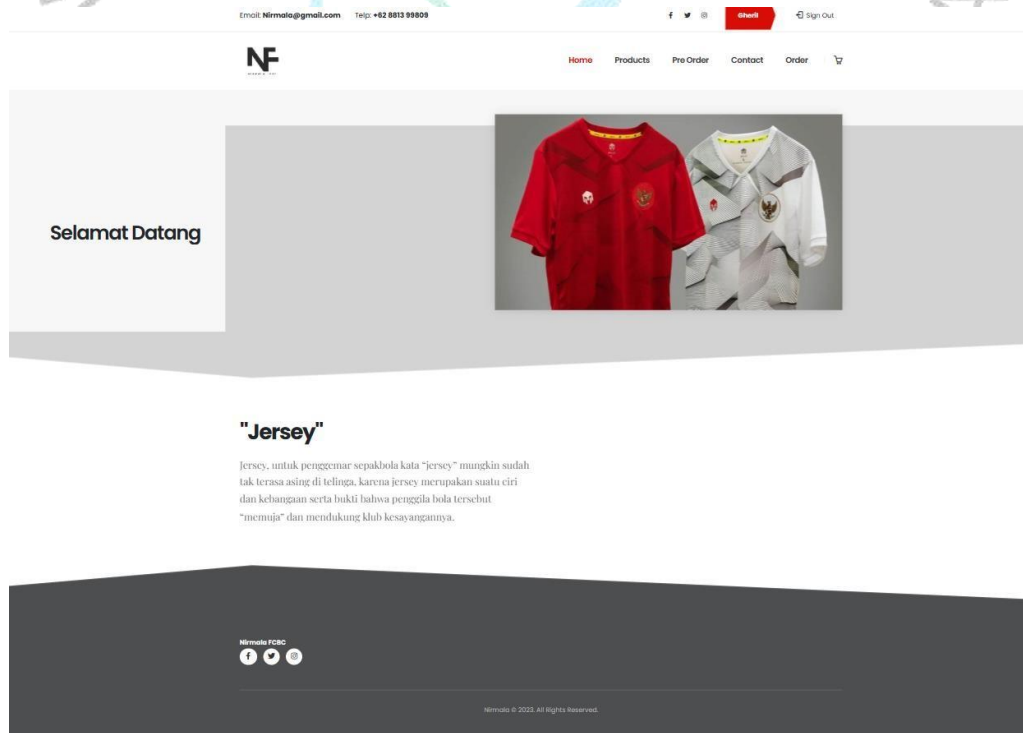 Email: Nirmala@gmail.com Telp: +62 8813 99809
Gheril Sign Out
NF
Home Products Pre Order Contact Order
Selamat Datang
"Jersey"
Jersey, untuk penggemar sepakbola kata “jersey” mungkin sudah
tak terasa asing di telinga, karena jersey merupakan suatu ciri
dan kebangaan serta bukti bahwa penggila bola tersebut
“memuja” dan mendukung klub kesayangannya.
Nirmala FCBC
Nirmala © 2023. All Rights Reserved.